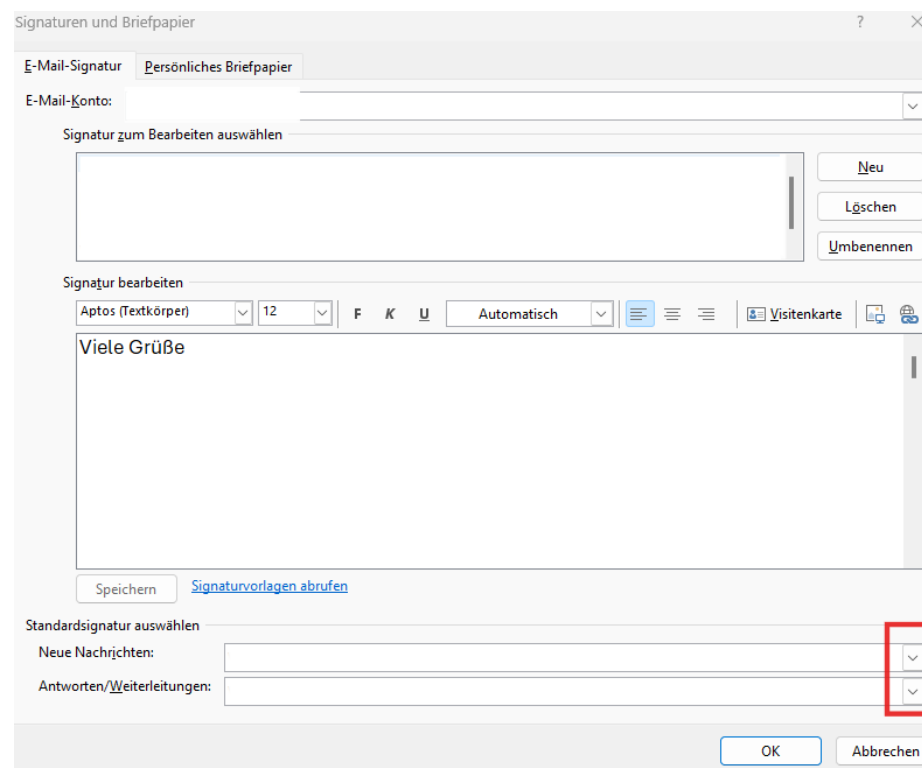 Signaturen und Briefpapier ?
E-Mail-Signatur Persönliches Briefpapier
E-Mail-Konto:
Signatur zum Bearbeiten auswählen
Neu
Löschen
Umbenennen
Signatur bearbeiten
Aptos (Textkörper) 12 F K U Automatisch Visitenkarte
Viele Grüße
Speichern Signaturvorlagen abrufen
Standardsignatur auswählen
Neue Nachrichten:
Antworten/Weiterleitungen:
OK Abbrechen